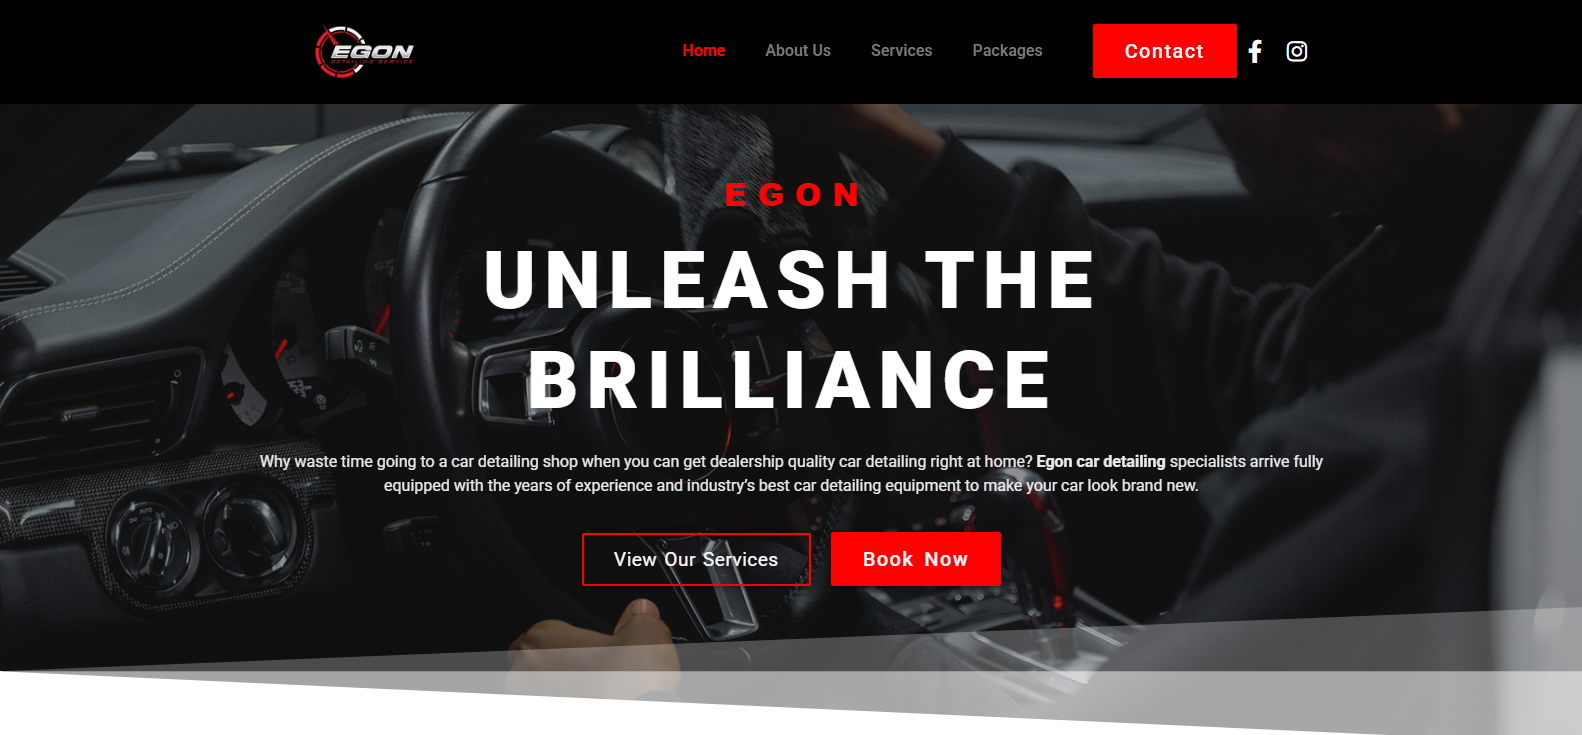 EGON
DETAILING SERVICE
Home
About Us
Services
Packages
Contact
EGON
UNLEASH THE
BRILLIANCE
Why waste time going to a car detailing shop when you can get dealership quality car detailing right at home? Egon car detailing specialists arrive fully
equipped with the years of experience and industry’s best car detailing equipment to make your car look brand new.
View Our Services
Book Now
OFF
AUTO